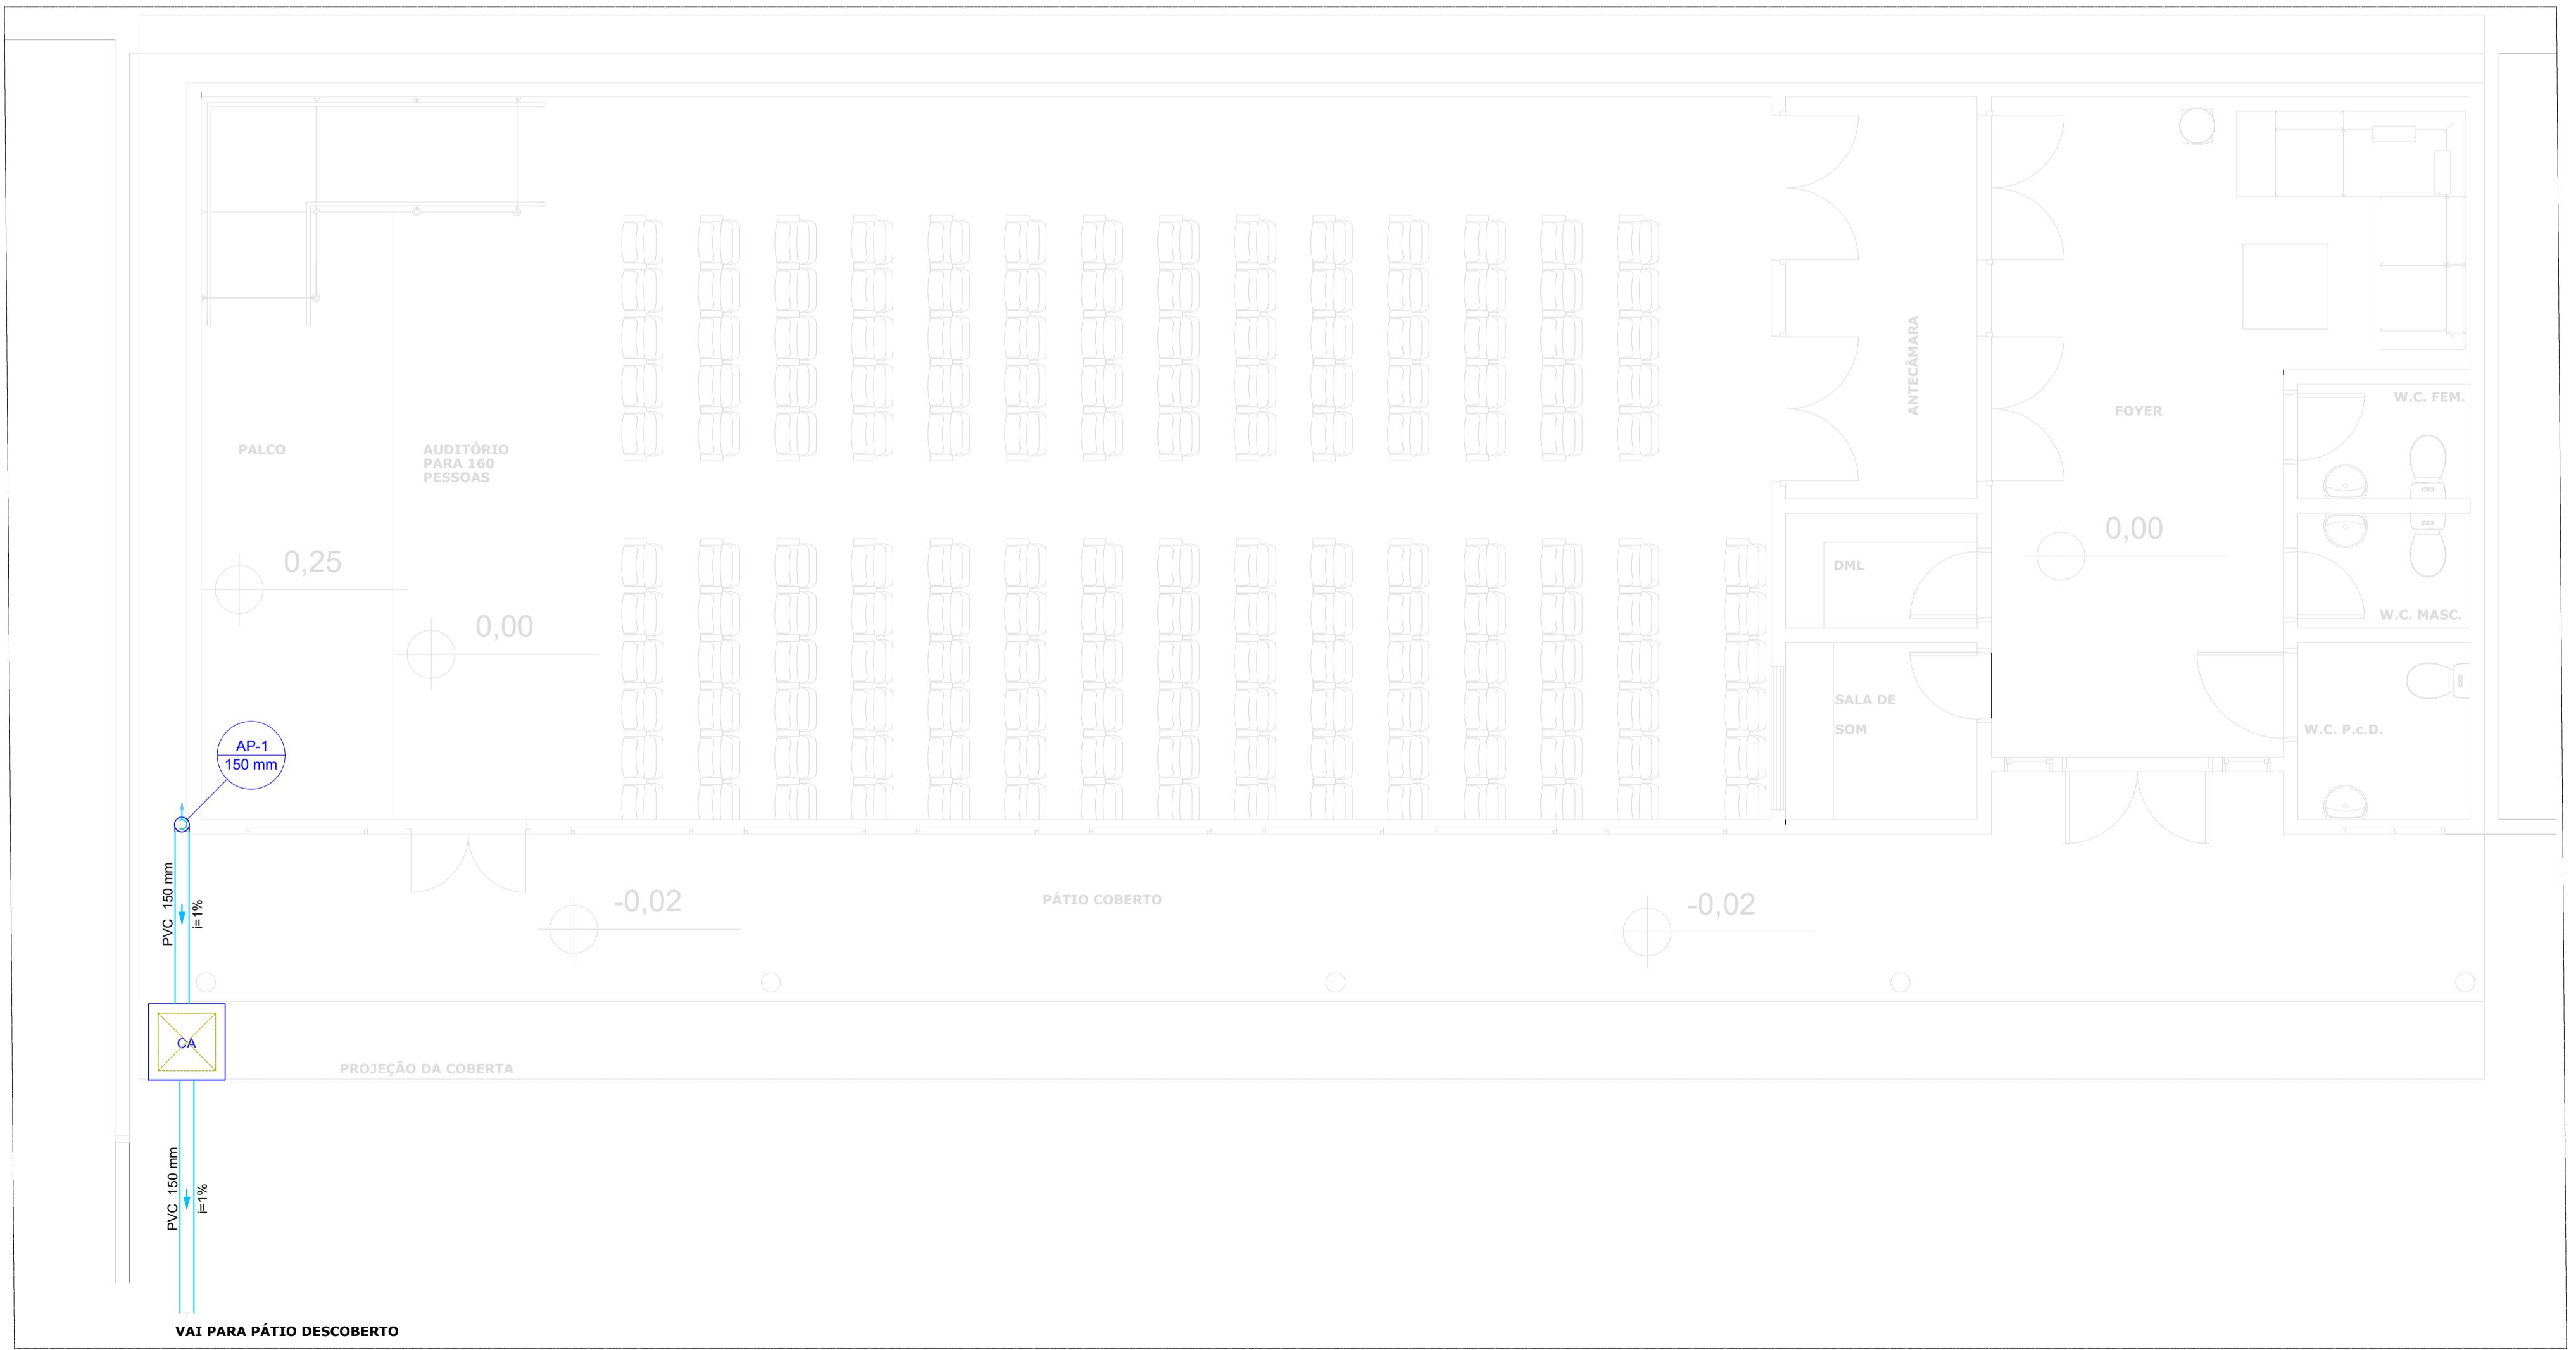 ANTECÂMARA
W.C. FEM.
FOYER
PALCO
AUDITÓRIO
PARA 160
PESSOAS
0,00
0,25
DML
W.C. MASC.
0,00
SALA DE
SOM
W.C. P.c.D.
AP-1
150 mm
PVC 150 mm
i=1%
-0,02
PÁTIO COBERTO
-0,02
CA
PROJEÇÃO DA COBERTA
PVC 150 mm
i=1%
VAI PARA PÁTIO DESCOBERTO